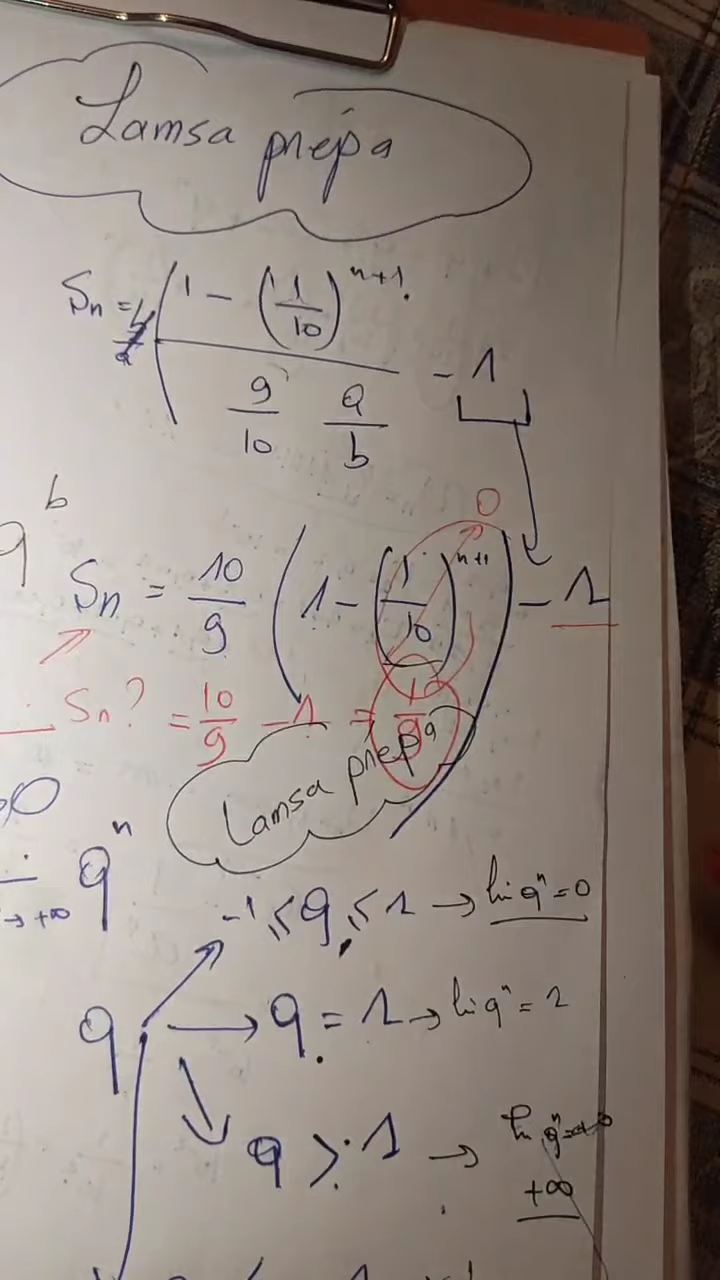 Lamsa prépa
Sn = (1 - (1/10)^n+1 / 9/10 a/b - 1
q^b
Sn = 10/9 (1 - (1/10)^n+1) - 1
0
Sn? = 10/9 - 1 =
Lamsa prepa
→ +∞ q^n
-1 ≤ q ≤ 1 → lim q^n = 0
q → q = 1 → lim q^n = 1
q > 1 → lim q^n =
+∞